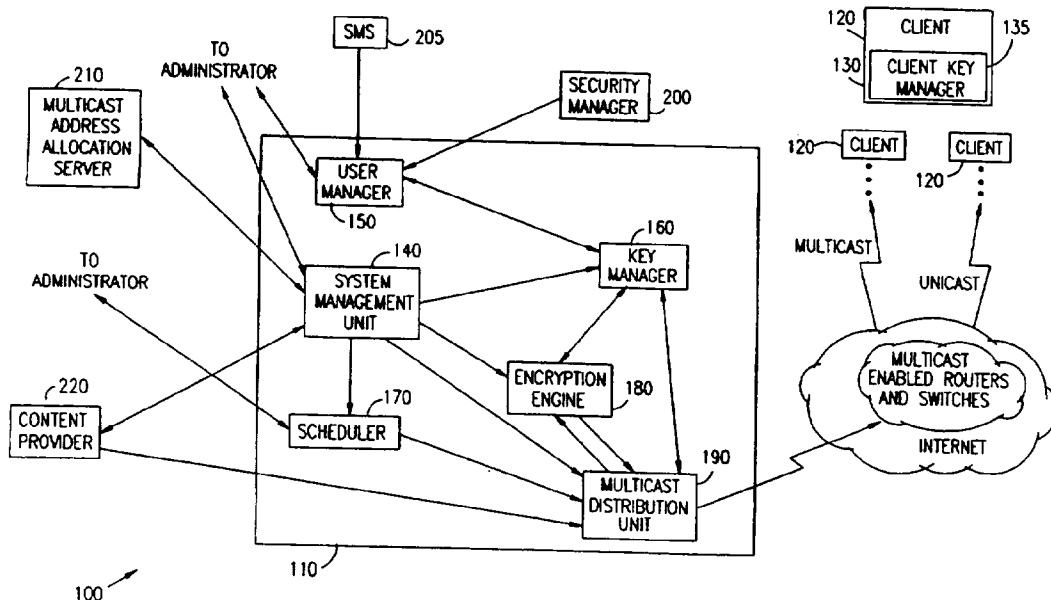 SMS
205
TO
ADMINISTRATOR
210
MULTICAST
ADDRESS
ALLOCATION
SERVER
SECURITY
MANAGER
200
120
CLIENT
135
130
CLIENT KEY
MANAGER
120
CLIENT
CLIENT
120
USER
MANAGER
150
160
KEY
MANAGER
MULTICAST
UNICAST
TO
ADMINISTRATOR
140
SYSTEM
MANAGEMENT
UNIT
MULTICAST
ENABLED ROUTERS
AND SWITCHES
INTERNET
ENCRYPTION
ENGINE
180
220
CONTENT
PROVIDER
170
SCHEDULER
190
MULTICAST
DISTRIBUTION
UNIT
110
100